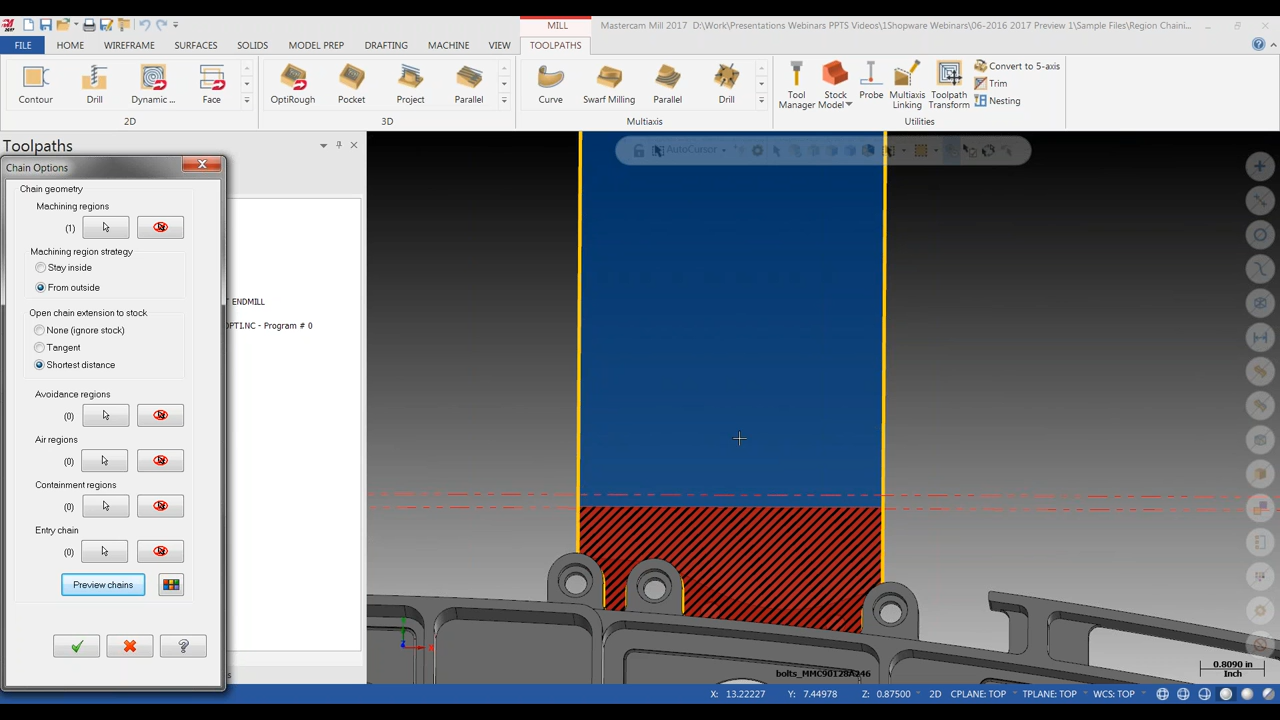 MILL
Mastercam Mill 2017 D:\Work\Presentations Webinars PPTS Videos\1Shopware Webinars\06-2016 2017 Preview 1\Sample Files\Region Chaini...
FILE HOME WIREFRAME SURFACES SOLIDS MODEL PREP DRAFTING MACHINE VIEW TOOLPATHS
Contour Drill Dynamic ... Face
2D
OptiRough Pocket Project Parallel
3D
Curve Swarf Milling Parallel Drill
Multiaxis
Tool Manager
Stock Model
Probe
Multiaxis Linking
Toolpath Transform
Convert to 5-axis
Trim
Nesting
Utilities
Toolpaths
AutoCursor
Chain Options
Chain geometry
Machining regions
(1)
Machining region strategy
Stay inside
From outside
Open chain extension to stock
None (ignore stock)
Tangent
Shortest distance
Avoidance regions
(0)
Air regions
(0)
Containment regions
(0)
Entry chain
(0)
Preview chains
?
ENDMILL
OPTI.NC - Program # 0
bolts_MMC90128A246
0.8090 in
Inch
X: 13.22227 Y: 7.44978 Z: 0.87500 2D CPLANE: TOP TPLANE: TOP WCS: TOP